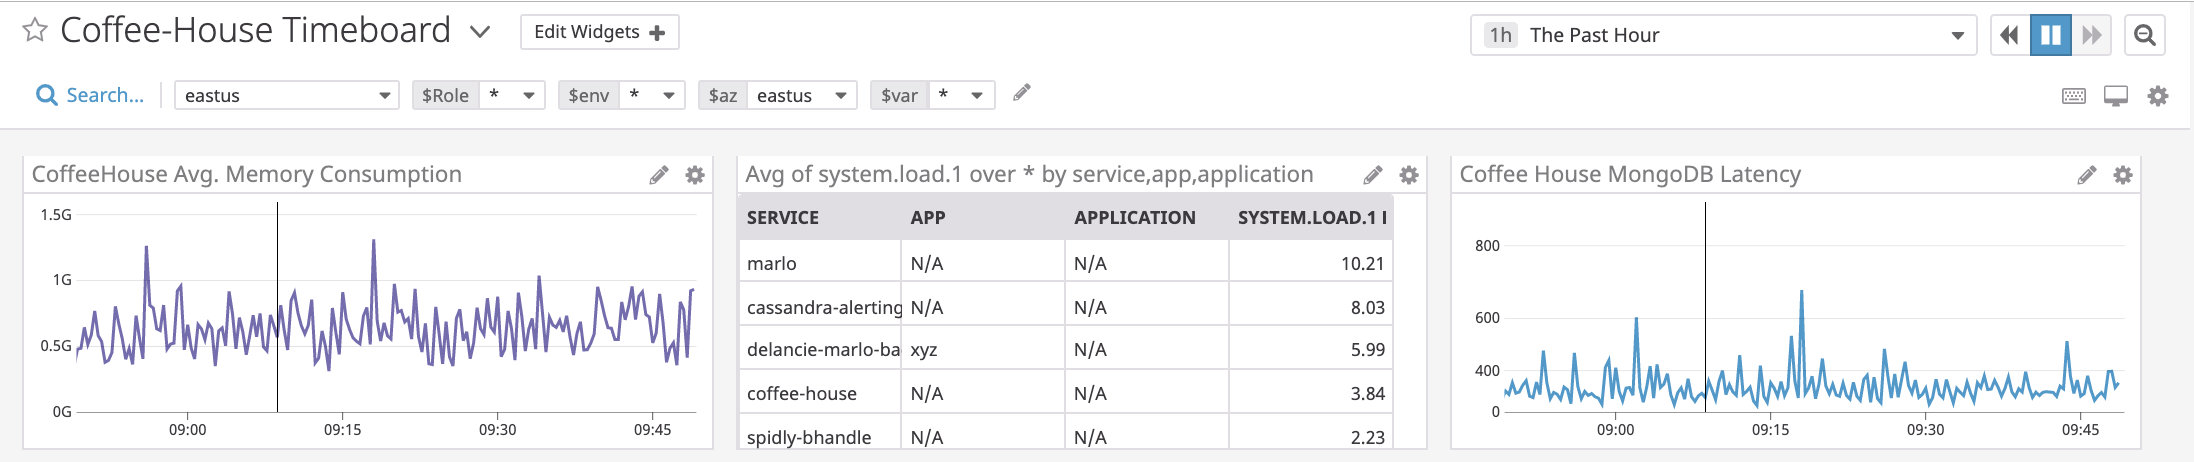 Coffee-House Timeboard
Edit Widgets
1h The Past Hour
Search...
eastus
$Role *
$env *
$az eastus
$var *
CoffeeHouse Avg. Memory Consumption
1.5G
1G
0.5G
0G
09:00 09:15 09:30 09:45
Avg of system.load.1 over * by service,app,application
SERVICE APP APPLICATION SYSTEM.LOAD.1
marlo N/A N/A 10.21
cassandra-alerting N/A N/A 8.03
delancie-marlo-ba xyz N/A 5.99
coffee-house N/A N/A 3.84
spidly-bhandle N/A N/A 2.23
Coffee House MongoDB Latency
800
600
400
0
09:00 09:15 09:30 09:45